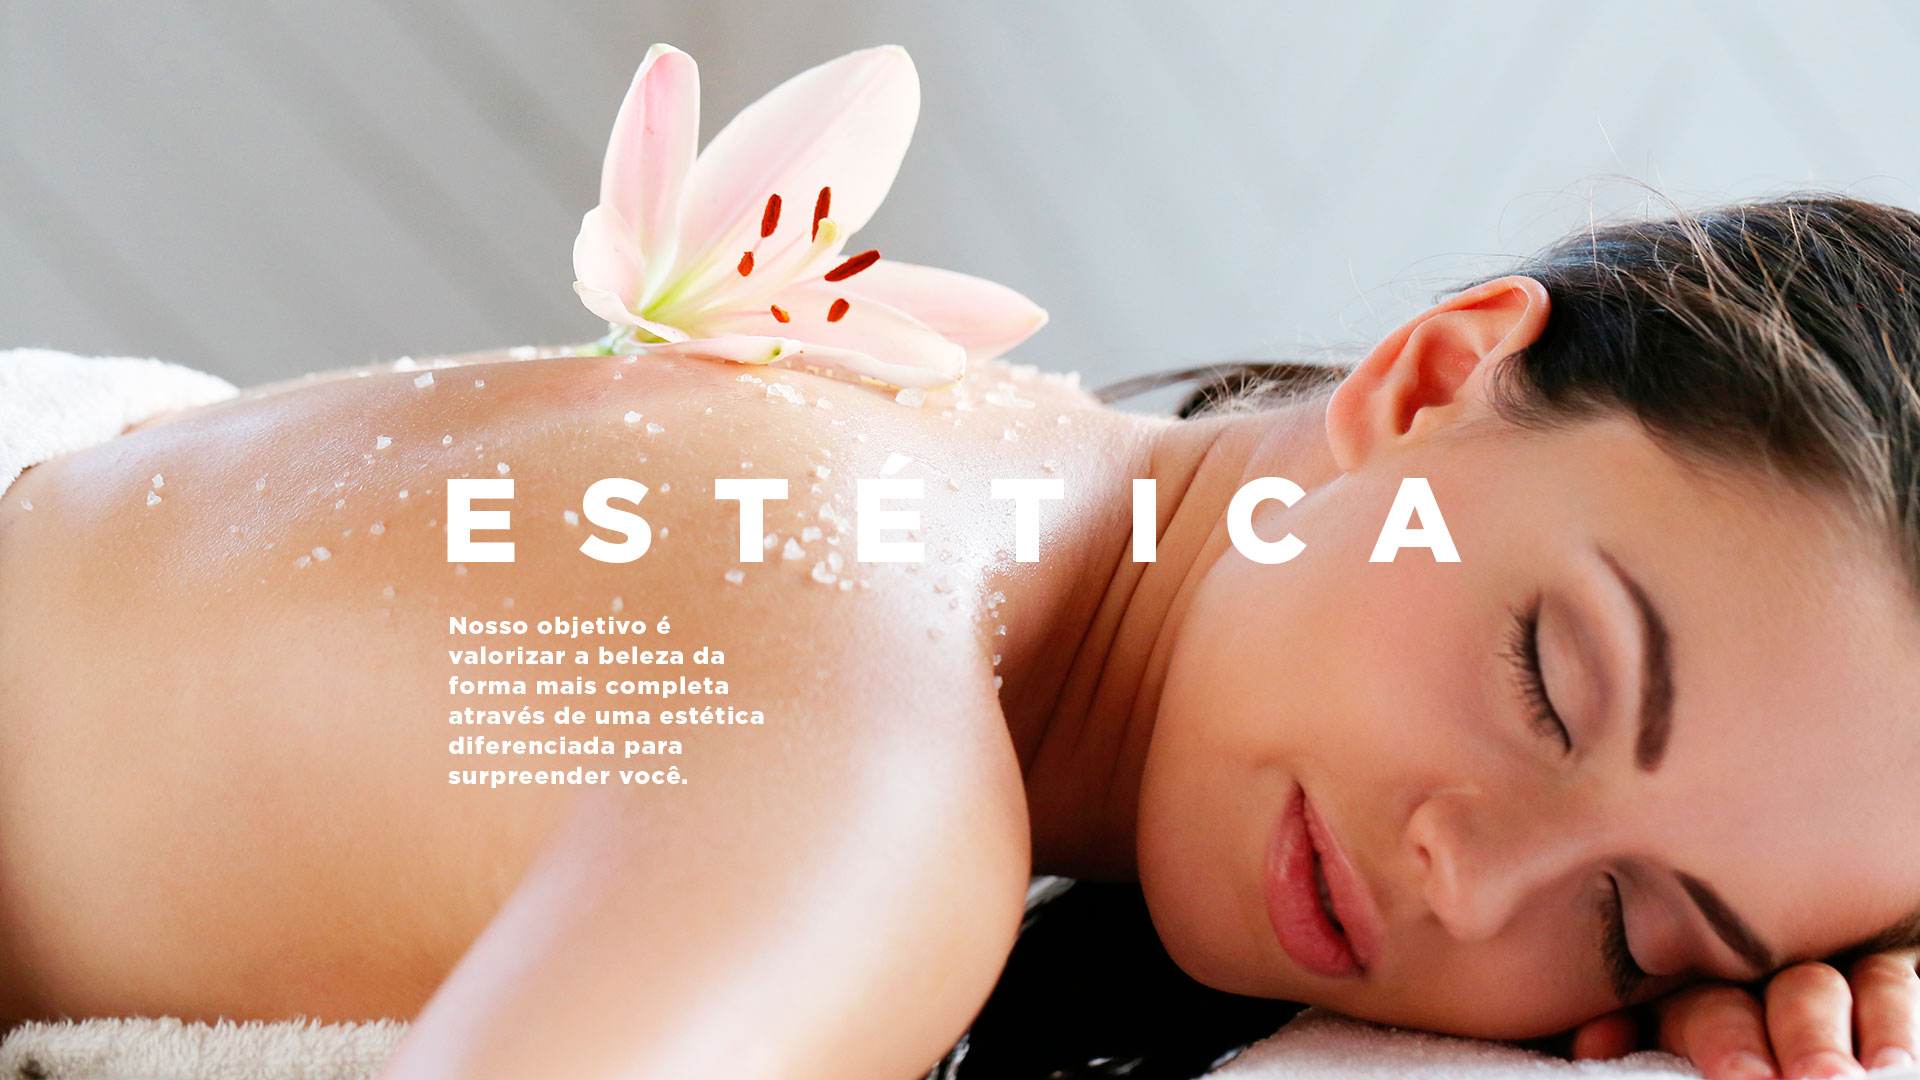 ESTÉTICA
Nosso objetivo é
valorizar a beleza da
forma mais completa
através de uma estética
diferenciada para
surpreender você.